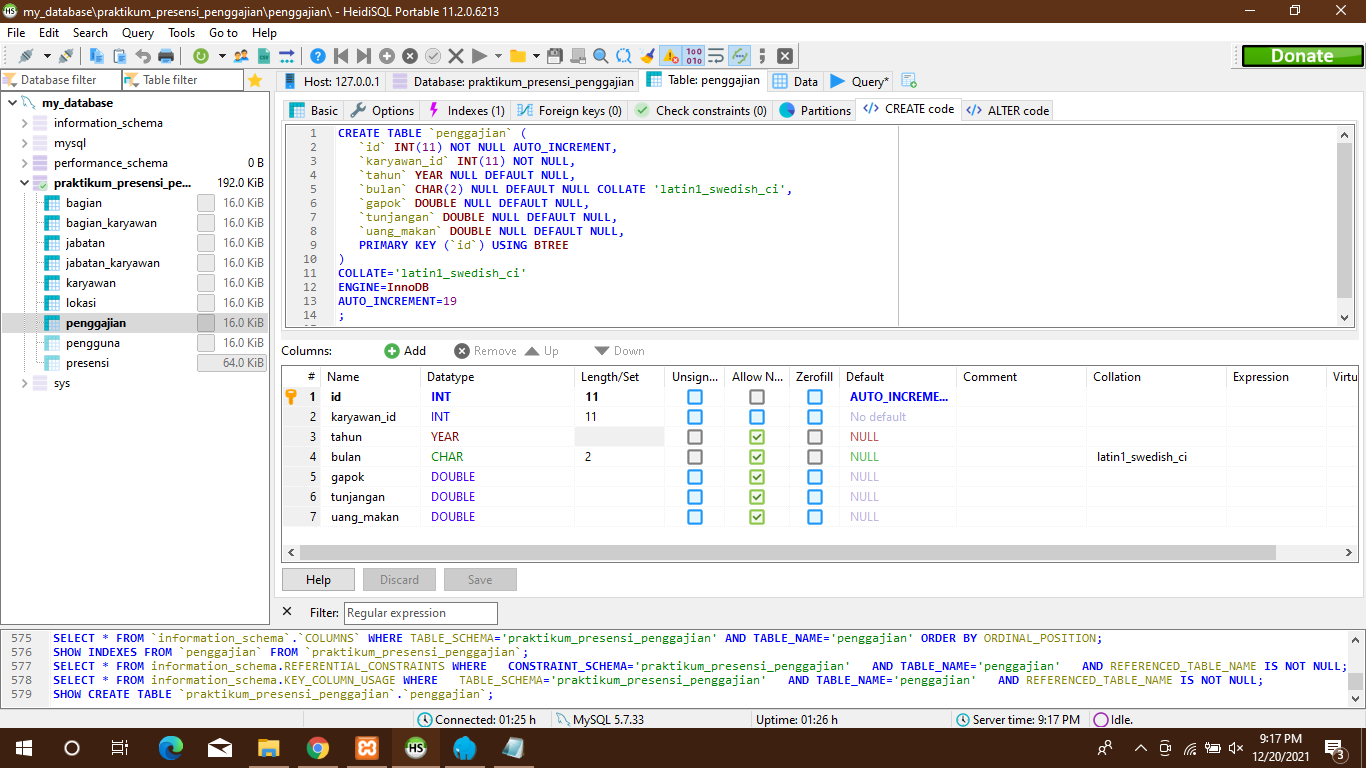 my_database\praktikum_presensi_penggajian\penggajian\ - HeidiSQL Portable 11.2.0.6213
File Edit Search Query Tools Go to Help
Donate
Database filter Table filter
Host: 127.0.0.1 Database: praktikum_presensi_penggajian Table: penggajian Data Query*
my_database
information_schema
mysql
performance_schema 0 B
praktikum_presensi_pe... 192.0 KiB
bagian 16.0 KiB
bagian_karyawan 16.0 KiB
jabatan 16.0 KiB
jabatan_karyawan 16.0 KiB
karyawan 16.0 KiB
lokasi 16.0 KiB
penggajian 16.0 KiB
pengguna 16.0 KiB
presensi 64.0 KiB
sys
Basic Options Indexes (1) Foreign keys (0) Check constraints (0) Partitions CREATE code ALTER code
1 CREATE TABLE `penggajian` (
2 `id` INT(11) NOT NULL AUTO_INCREMENT,
3 `karyawan_id` INT(11) NOT NULL,
4 `tahun` YEAR NULL DEFAULT NULL,
5 `bulan` CHAR(2) NULL DEFAULT NULL COLLATE 'latin1_swedish_ci',
6 `gapok` DOUBLE NULL DEFAULT NULL,
7 `tunjangan` DOUBLE NULL DEFAULT NULL,
8 `uang_makan` DOUBLE NULL DEFAULT NULL,
9 PRIMARY KEY (`id`) USING BTREE
10 )
11 COLLATE='latin1_swedish_ci'
12 ENGINE=InnoDB
13 AUTO_INCREMENT=19
14 ;
Columns: Add Remove Up Down
# Name Datatype Length/Set Unsign... Allow N... Zerofill Default Comment Collation Expression Virtu
1 id INT 11 AUTO_INCREME...
2 karyawan_id INT 11 No default
3 tahun YEAR NULL
4 bulan CHAR 2 NULL latin1_swedish_ci
5 gapok DOUBLE NULL
6 tunjangan DOUBLE NULL
7 uang_makan DOUBLE NULL
Help Discard Save
Filter: Regular expression
575 SELECT * FROM `information_schema`.`COLUMNS` WHERE TABLE_SCHEMA='praktikum_presensi_penggajian' AND TABLE_NAME='penggajian' ORDER BY ORDINAL_POSITION;
576 SHOW INDEXES FROM `penggajian` FROM `praktikum_presensi_penggajian`;
577 SELECT * FROM information_schema.REFERENTIAL_CONSTRAINTS WHERE CONSTRAINT_SCHEMA='praktikum_presensi_penggajian' AND TABLE_NAME='penggajian' AND REFERENCED_TABLE_NAME IS NOT NULL;
578 SELECT * FROM information_schema.KEY_COLUMN_USAGE WHERE TABLE_SCHEMA='praktikum_presensi_penggajian' AND TABLE_NAME='penggajian' AND REFERENCED_TABLE_NAME IS NOT NULL;
579 SHOW CREATE TABLE `praktikum_presensi_penggajian`.`penggajian`;
Connected: 01:25 h MySQL 5.7.33 Uptime: 01:26 h Server time: 9:17 PM Idle.
9:17 PM
12/20/2021
3